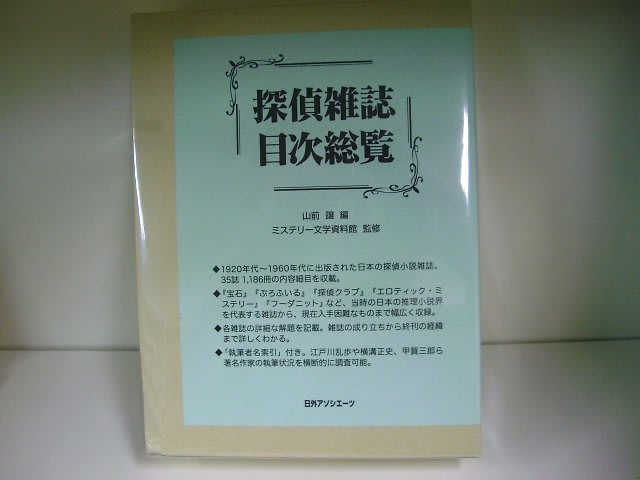 探偵雑誌
目次総覧
山前 譲 編
ミステリー文学資料館 監修
◆1920年代～1960年代に出版された日本の探偵小説雑誌、
35誌 1,186冊の内容細目を収載。
◆『宝石』『ぷろふいる』『探偵クラブ』『エロティック・ミ
ステリー』『フーダニット』など、当時の日本の推理小説界
を代表する雑誌から、現在入手困難なものまで幅広く収録。
◆各雑誌の詳細な解題を記載。雑誌の成り立ちから終刊の経緯
まで詳しくわかる。
◆「執筆者名索引」付き。江戸川乱歩や横溝正史、甲賀三郎ら
著名作家の執筆状況を横断的に調査可能。
日外アソシエーツ